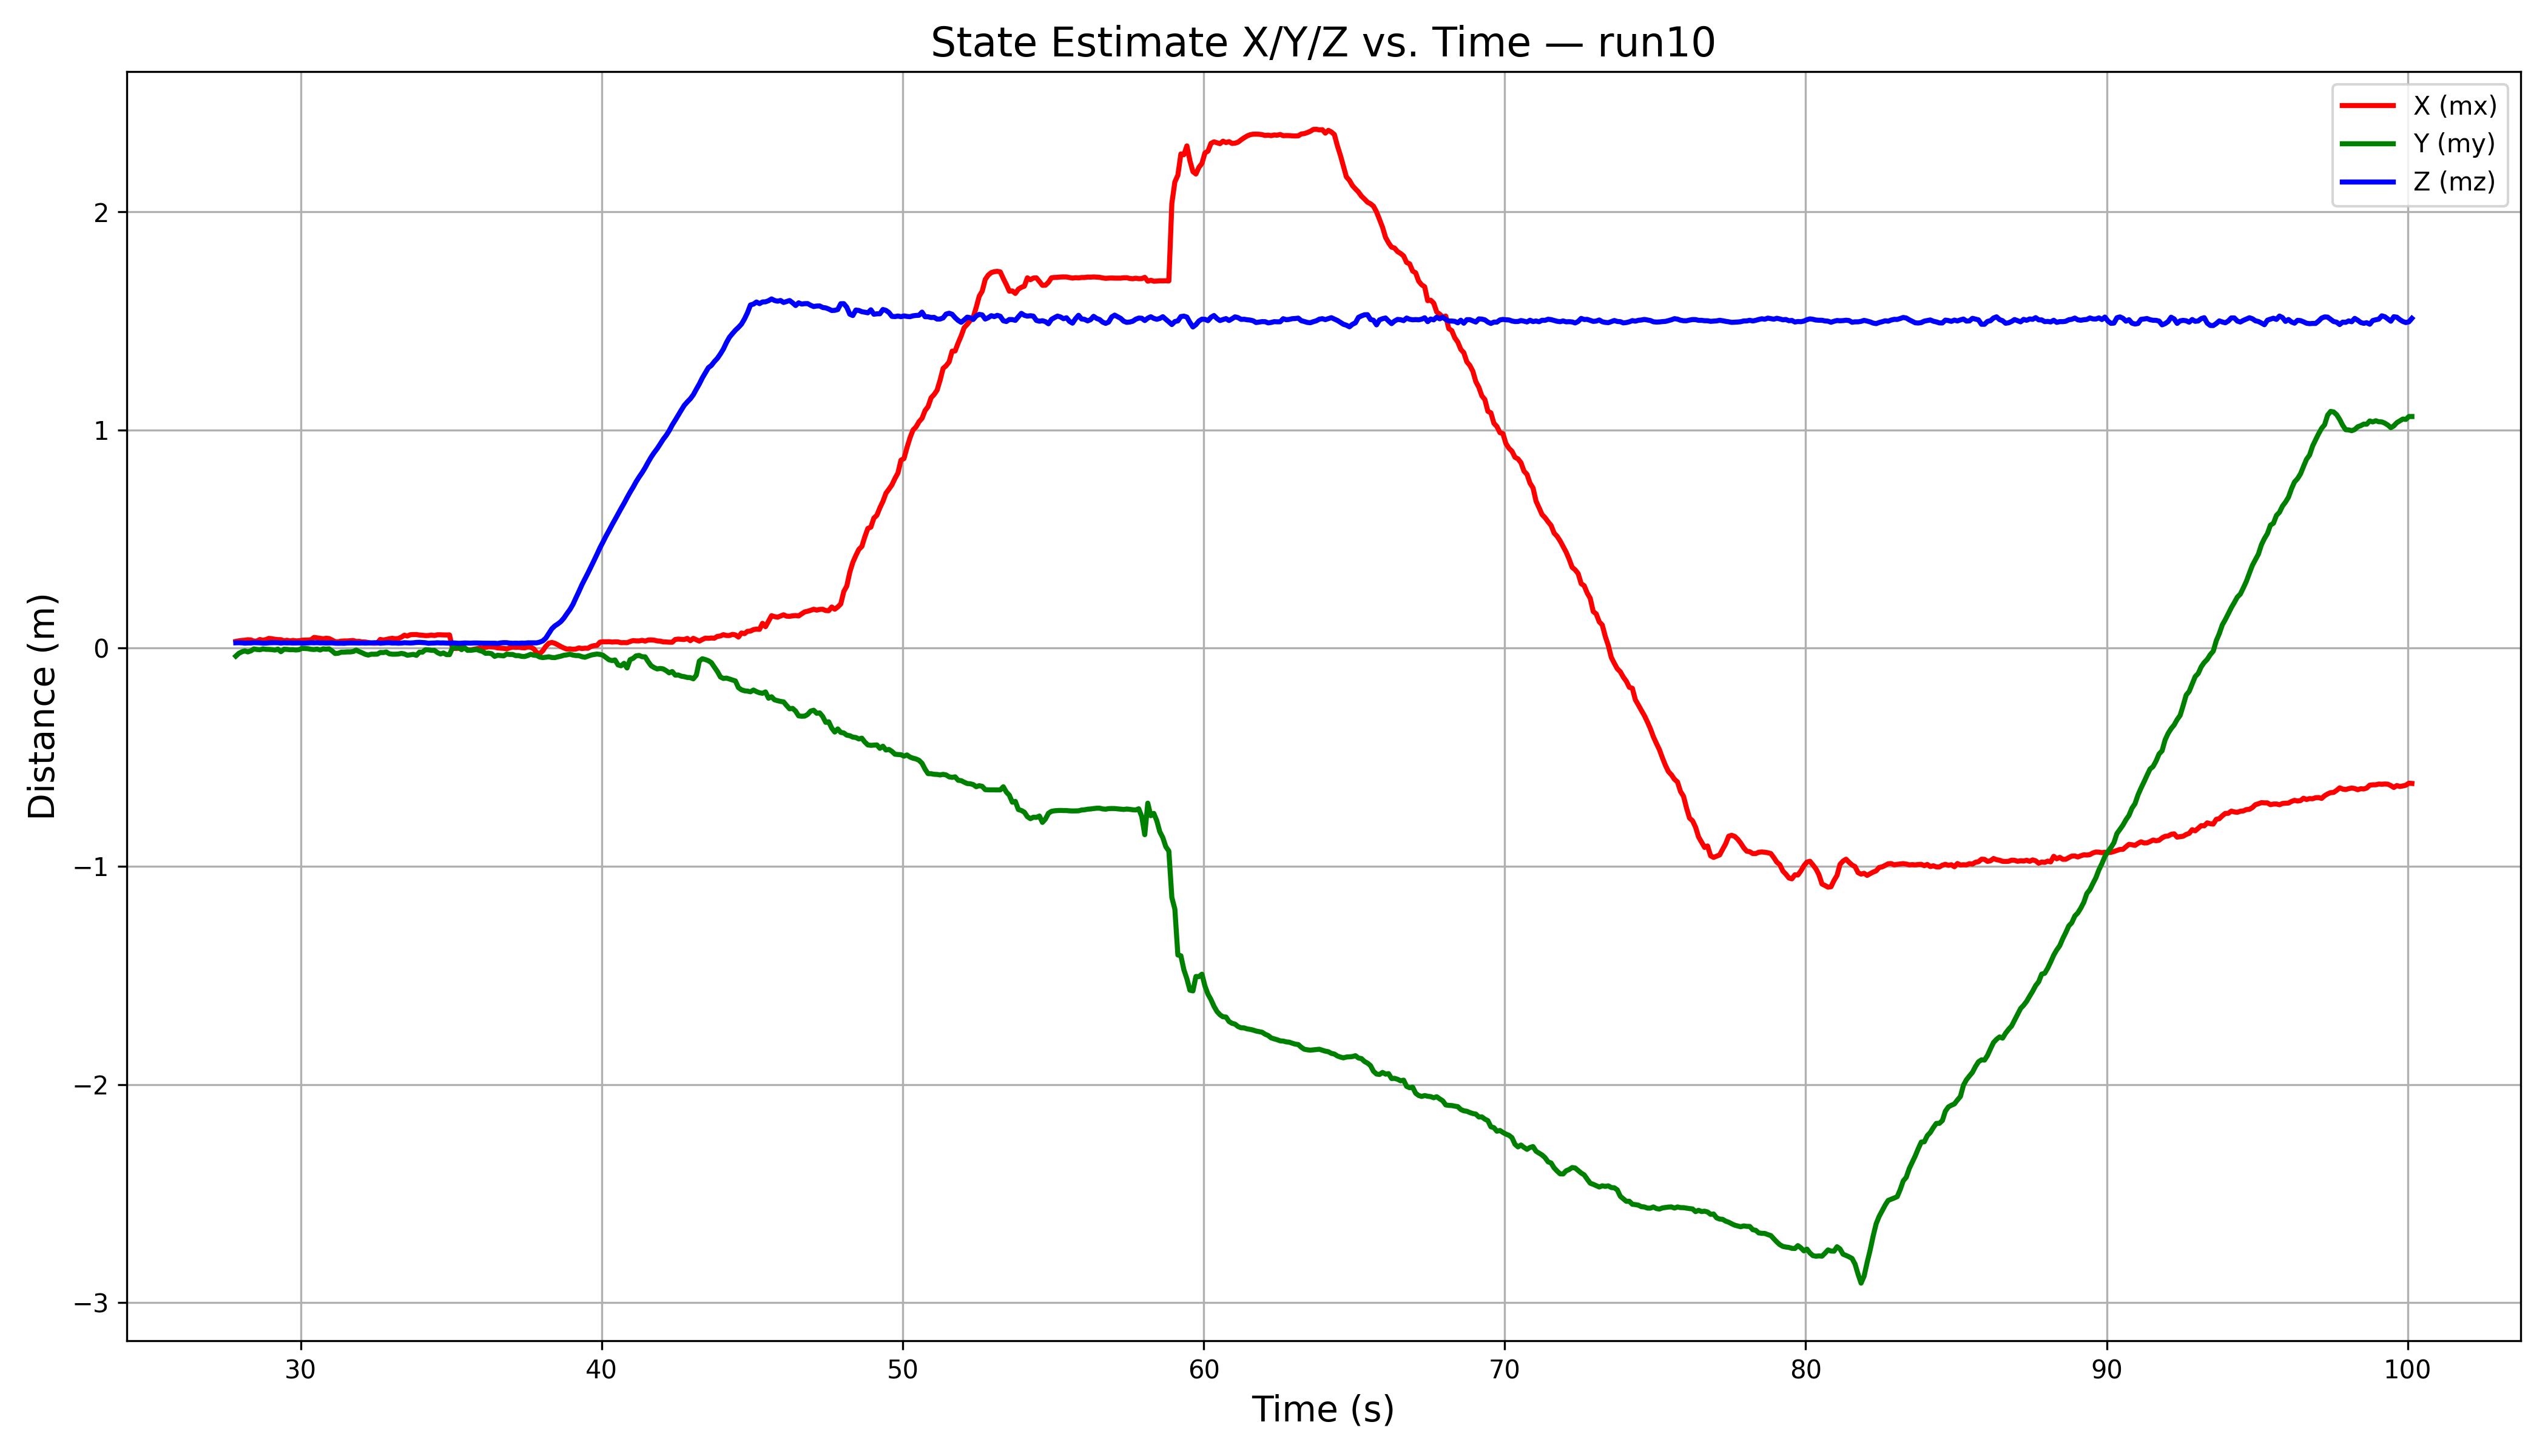 State Estimate X/Y/Z vs. Time — run10
X (mx)
Y (my)
Z (mz)
Distance (m)
2
1
0
−1
−2
−3
30 40 50 60 70 80 90 100
Time (s)